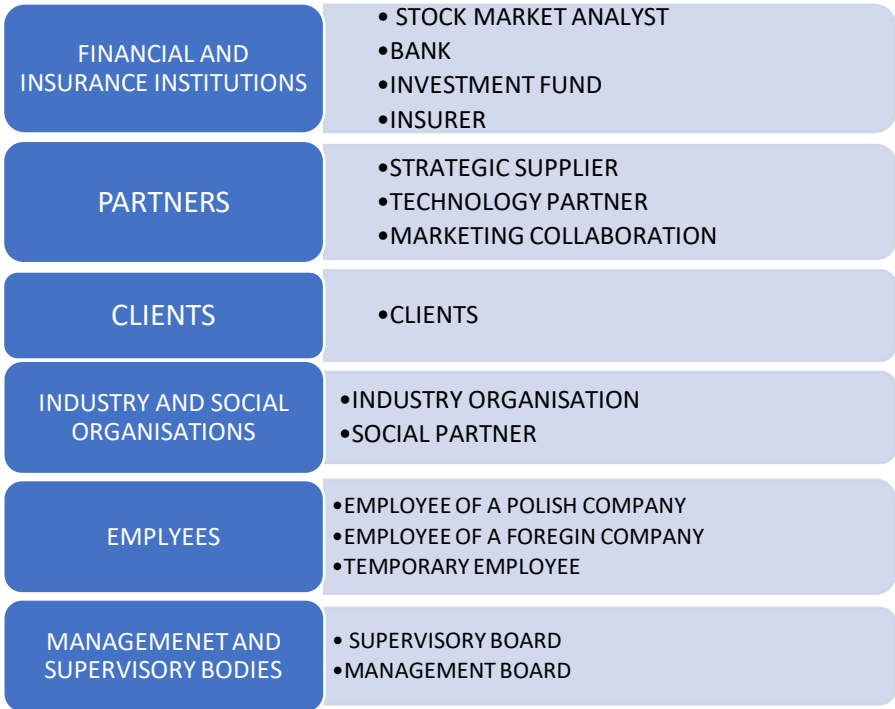 FINANCIAL AND
INSURANCE INSTITUTIONS
• STOCK MARKET ANALYST
•BANK
•INVESTMENT FUND
•INSURER
PARTNERS
•STRATEGIC SUPPLIER
•TECHNOLOGY PARTNER
•MARKETING COLLABORATION
CLIENTS
•CLIENTS
INDUSTRY AND SOCIAL
ORGANISATIONS
•INDUSTRY ORGANISATION
•SOCIAL PARTNER
EMPLYEES
•EMPLOYEE OF A POLISH COMPANY
•EMPLOYEE OF A FOREGIN COMPANY
•TEMPORARY EMPLOYEE
MANAGEMENET AND
SUPERVISORY BODIES
• SUPERVISORY BOARD
•MANAGEMENT BOARD